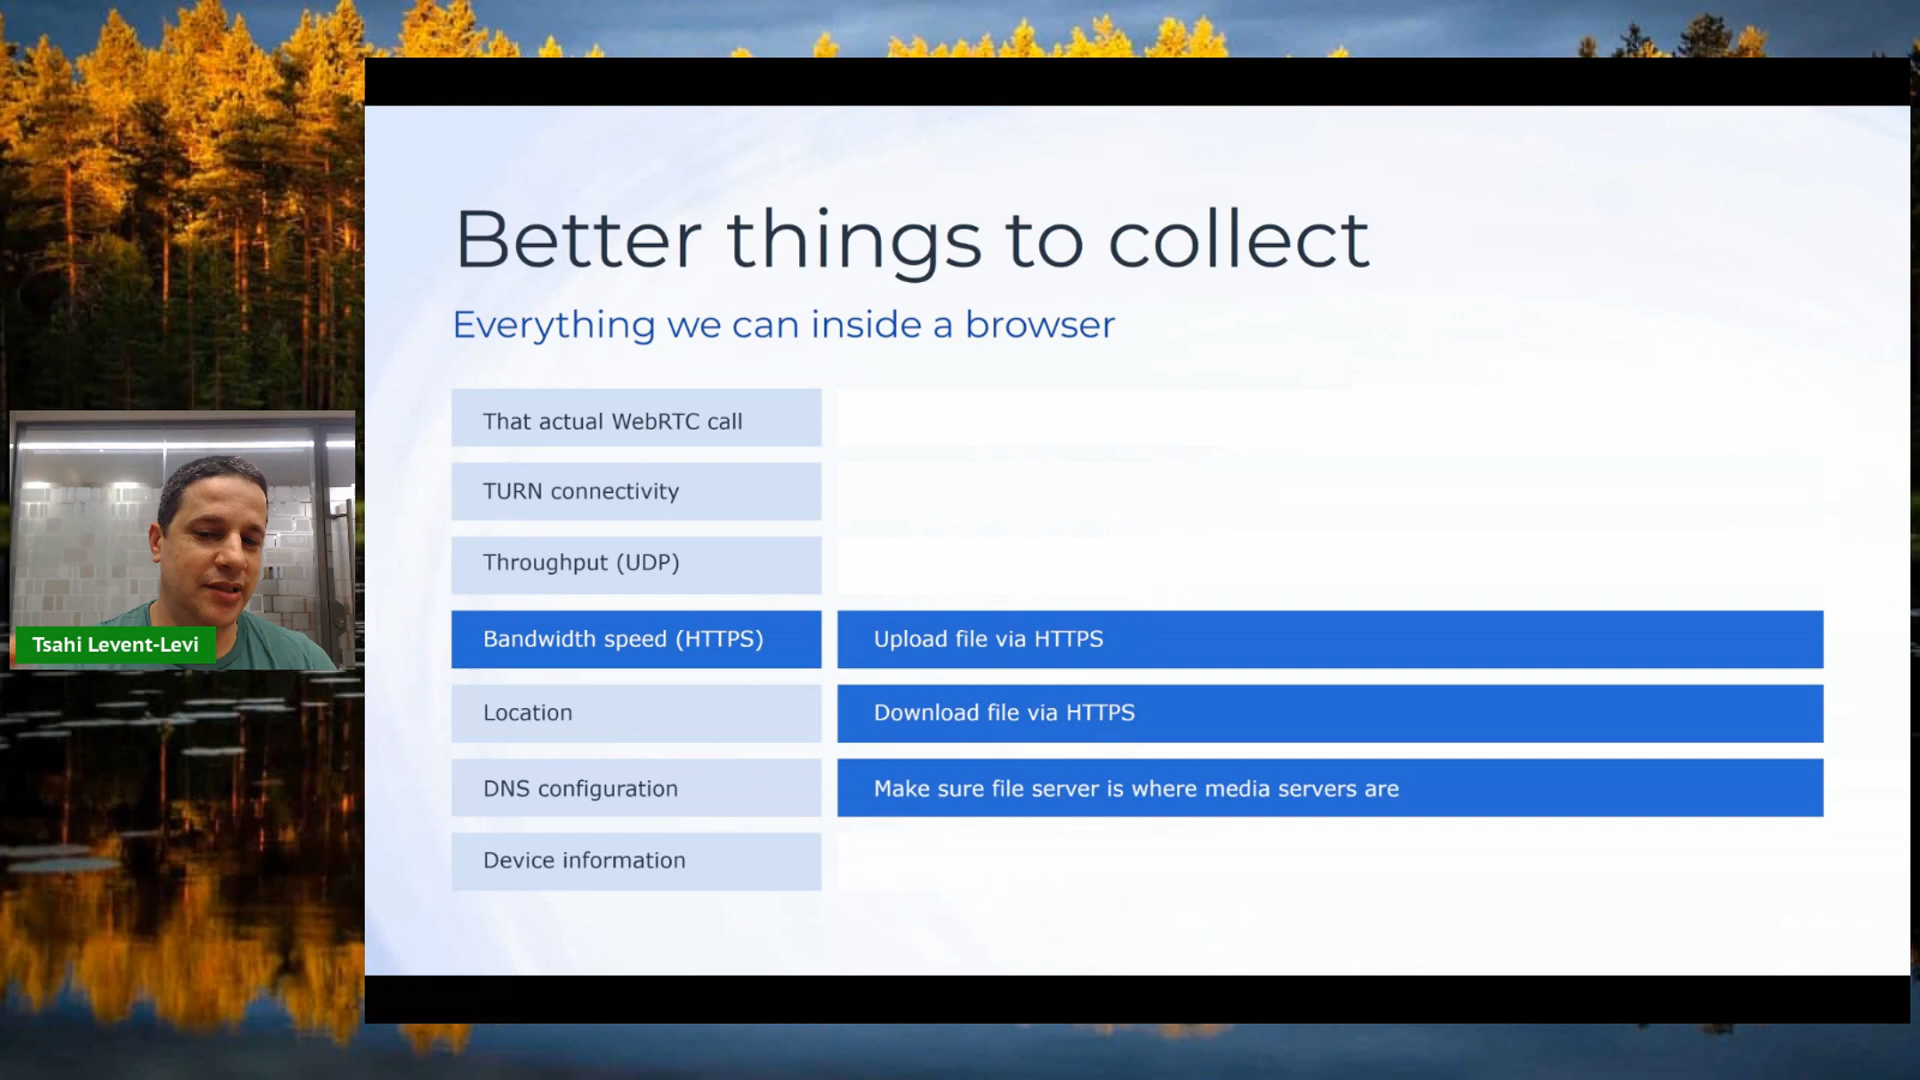 Better things to collect
Everything we can inside a browser
That actual WebRTC call
TURN connectivity
Throughput (UDP)
Bandwidth speed (HTTPS)
Upload file via HTTPS
Location
Download file via HTTPS
DNS configuration
Make sure file server is where media servers are
Device information
Tsahi Levent-Levi